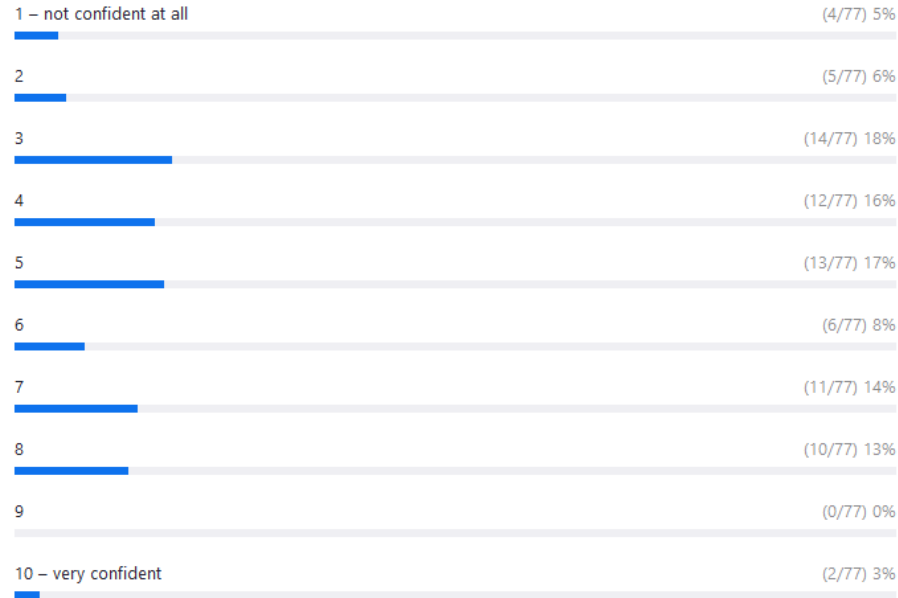 1 – not confident at all (4/77) 5%
2 (5/77) 6%
3 (14/77) 18%
4 (12/77) 16%
5 (13/77) 17%
6 (6/77) 8%
7 (11/77) 14%
8 (10/77) 13%
9 (0/77) 0%
10 – very confident (2/77) 3%